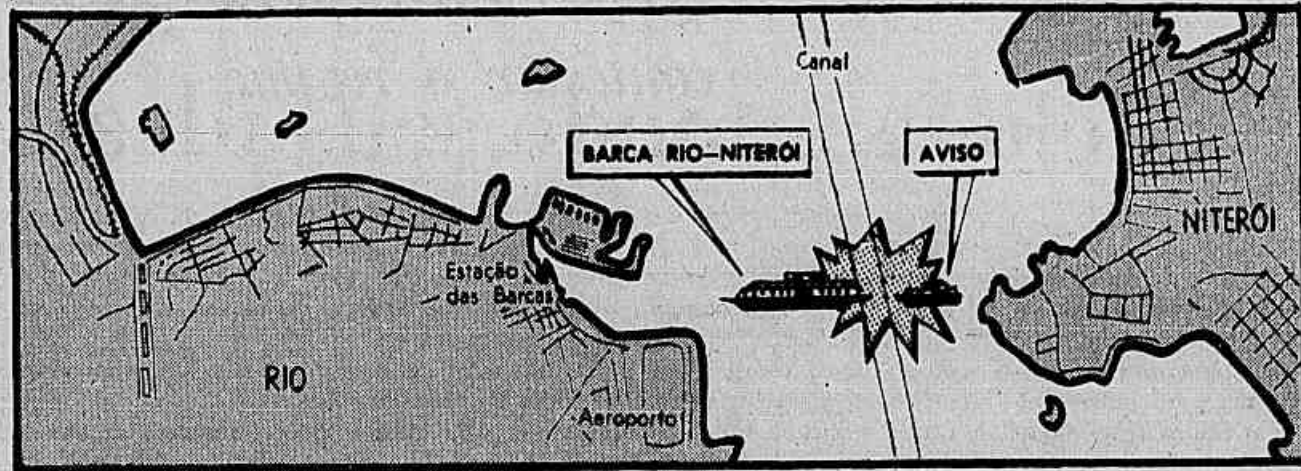 Canal
BARCA RIO–NITERÓI
AVISO
NITERÓI
Estação
das Barcas
RIO
Aeroporto